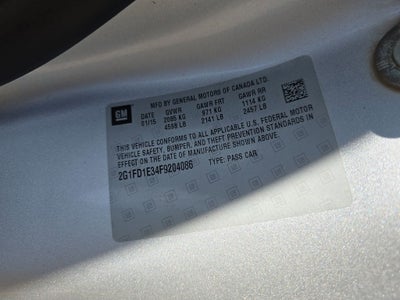 GM
MFD BY GENERAL MOTORS OF CANADA LTD.
DATE GVWR GAWR FRT GAWR RR
01/15 2085 KG 971 KG 1114 KG
4598 LB 2141 LB 2457 LB
THIS VEHICLE CONFORMS TO ALL APPLICABLE U.S. FEDERAL MOTOR
VEHICLE SAFETY, BUMPER, AND THEFT PREVENTION STANDARDS IN
EFFECT ON THE DATE OF MANUFACTURE SHOWN ABOVE.
2G1FD1E34F9204086 TYPE: PASS CAR